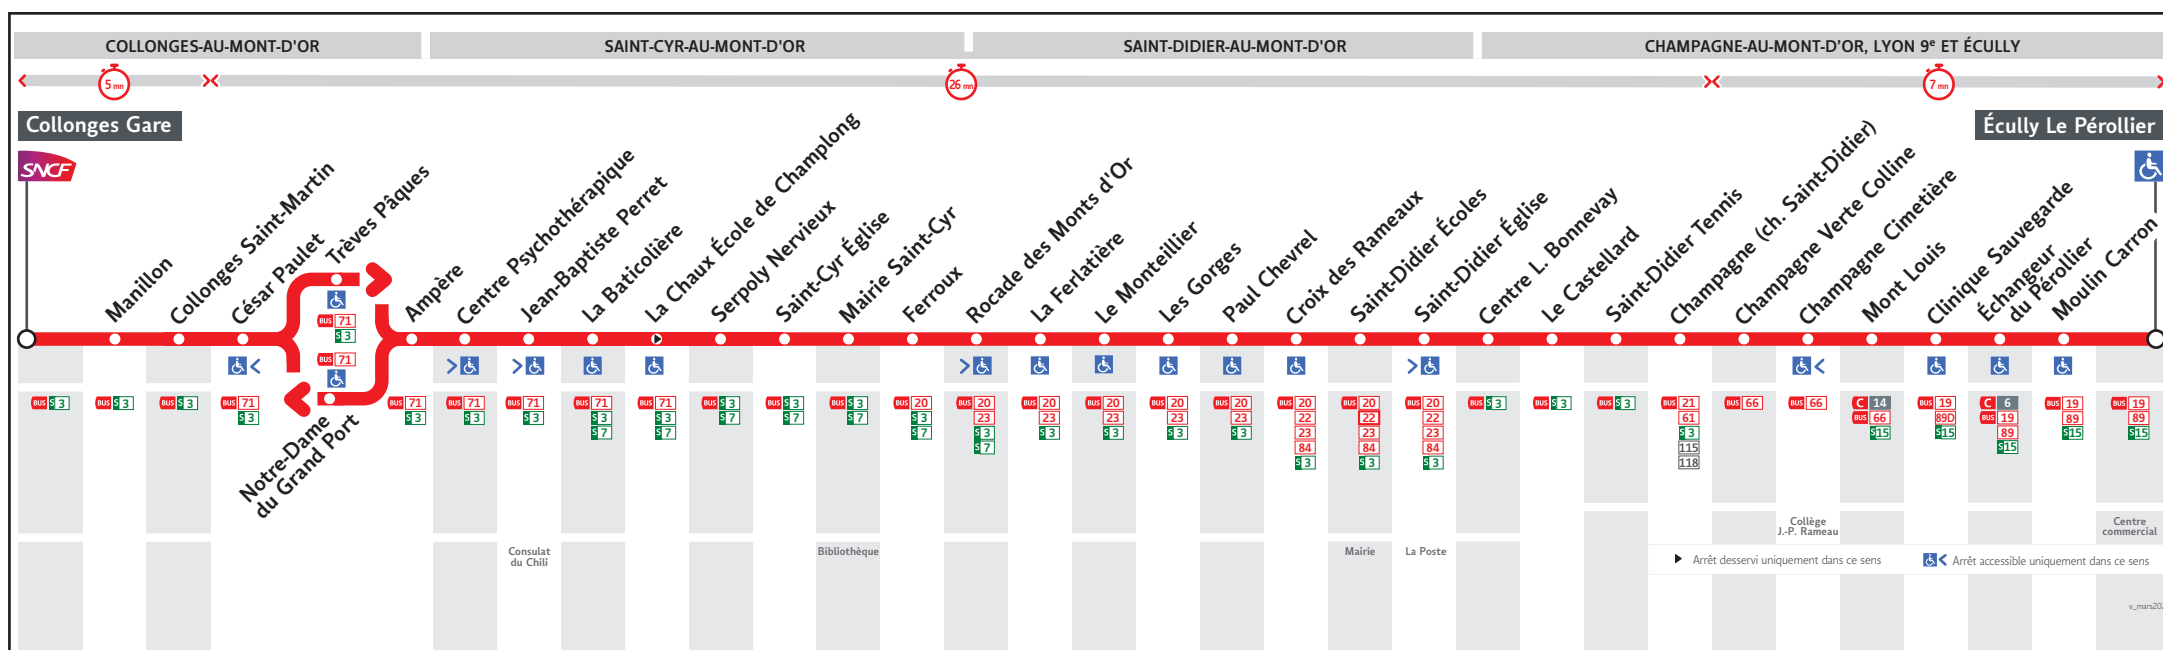 COLLONGES-AU-MONT-D'OR
SAINT-CYR-AU-MONT-D'OR
SAINT-DIDIER-AU-MONT-D'OR
CHAMPAGNE-AU-MONT-D'OR, LYON 9e ET ÉCULLY
5 mn
26 mn
7 mn
Collonges Gare
Écully Le Pérollier
SNCF
Manillon
Collonges Saint-Martin
César Paulet
Trèves Pâques
Notre-Dame
du Grand Port
Ampère
Centre Psychothérapique
Jean-Baptiste Perret
La Baticolière
La Chaux École de Champlong
Serpoly Nervieux
Saint-Cyr Église
Mairie Saint-Cyr
Ferroux
Rocade des Monts d'Or
La Ferlatière
Le Monteillier
Les Gorges
Paul Chevrel
Croix des Rameaux
Saint-Didier Écoles
Saint-Didier Église
Centre L. Bonnevay
Le Castellard
Saint-Didier Tennis
Champagne (ch. Saint-Didier)
Champagne Verte Colline
Champagne Cimetière
Mont Louis
Clinique Sauvegarde
Échangeur
du Pérollier
Moulin Carron
BUS S 3
BUS S 3
BUS S 3
BUS 71
S 3
BUS 71
S 3
BUS 71
BUS 71
S 3
BUS 71
S 3
BUS 71
S 3
BUS 71
S 3
S 7
BUS 71
S 3
S 7
BUS S 3
S 7
BUS S 3
S 7
BUS S 3
S 7
BUS 20
S 3
S 7
BUS 20
23
S 3
S 7
BUS 20
23
S 3
BUS 20
23
S 3
BUS 20
23
S 3
BUS 20
23
S 3
BUS 20
22
23
84
S 3
BUS 20
22
23
84
S 3
BUS 20
22
23
84
S 3
BUS S 3
BUS S 3
BUS S 3
BUS 21
61
S 3
115
118
BUS 66
BUS 66
C 14
BUS 66
S15
BUS 19
89D
S15
C 6
BUS 19
89
S15
BUS 19
89
S15
BUS 19
89
S15
Collège
J.-P. Rameau
Centre
commercial
Consulat
du Chili
Bibliothèque
Mairie
La Poste
Arrêt desservi uniquement dans ce sens
Arrêt accessible uniquement dans ce sens